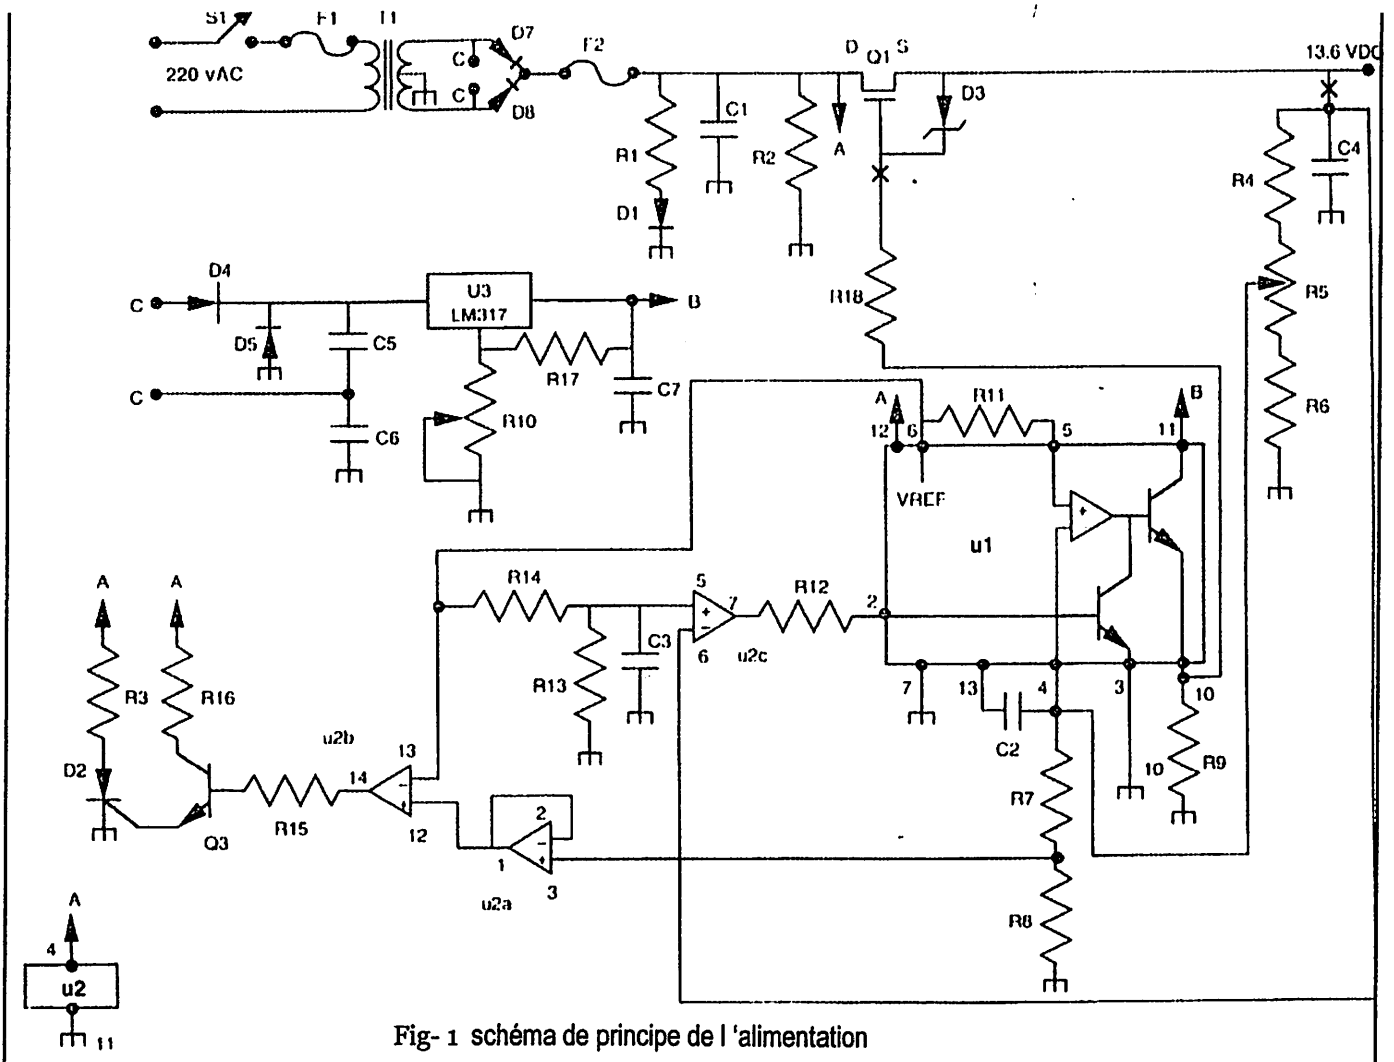 S1
F1
T1
D7
F2
D
Q1
S
13.6 VDC
220 vAC
C
C
D8
D3
C1
R1
R2
A
C4
R4
D1
D4
C
U3
LM317
B
R18
R5
D5
C5
R17
C7
C
R10
C6
R6
A
R11
B
12
6
5
11
VREF
+
u1
A
A
R14
5
R12
+
7
2
-
C3
6
u2c
R3
R16
R13
7
13
4
3
10
u2b
C2
D2
14
13
-
+
10
R9
R7
R15
12
2
Q3
-
+
1
3
u2a
A
R8
4
u2
11
Fig- 1 schéma de principe de l 'alimentation